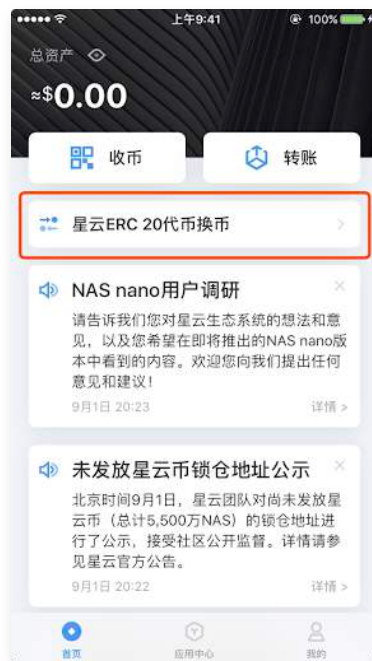 上午9:41 100%
总资产
≈$0.00
收币 转账
星云ERC 20代币换币 >
NAS nano用户调研 ×
请告诉我们您对星云生态系统的想法和意
见，以及您希望在即将推出的NAS nano版
本中看到的内容。欢迎您向我们提出任何
意见和建议！
9月1日 20:23 详情 >
未发放星云币锁仓地址公示 ×
北京时间9月1日，星云团队对尚未发放星
云币（总计5,500万NAS）的锁仓地址进
行了公示，接受社区公开监督。详情请参
见星云官方公告。
9月1日 20:22 详情 >
首页 应用中心 我的